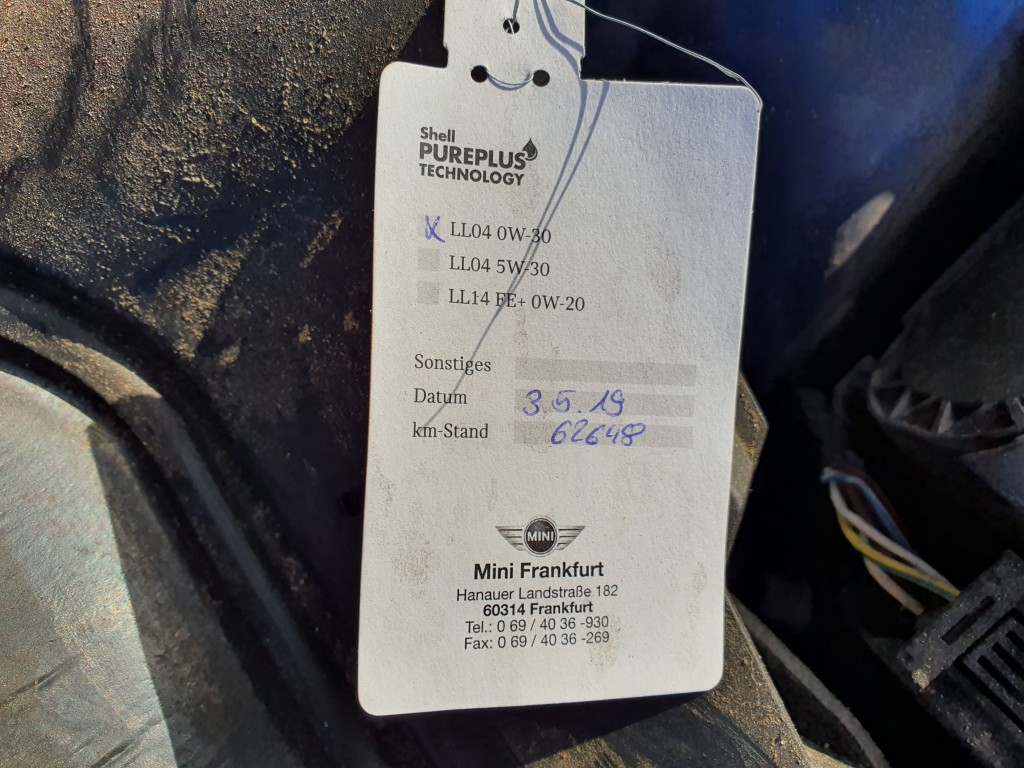 Shell
PUREPLUS
TECHNOLOGY
X LL04 0W-30
LL04 5W-30
LL14 FE+ 0W-20
Sonstiges
Datum 3.5.19
km-Stand 62648
MINI
Mini Frankfurt
Hanauer Landstraße 182
60314 Frankfurt
Tel.: 0 69 / 40 36 -930
Fax: 0 69 / 40 36 -269